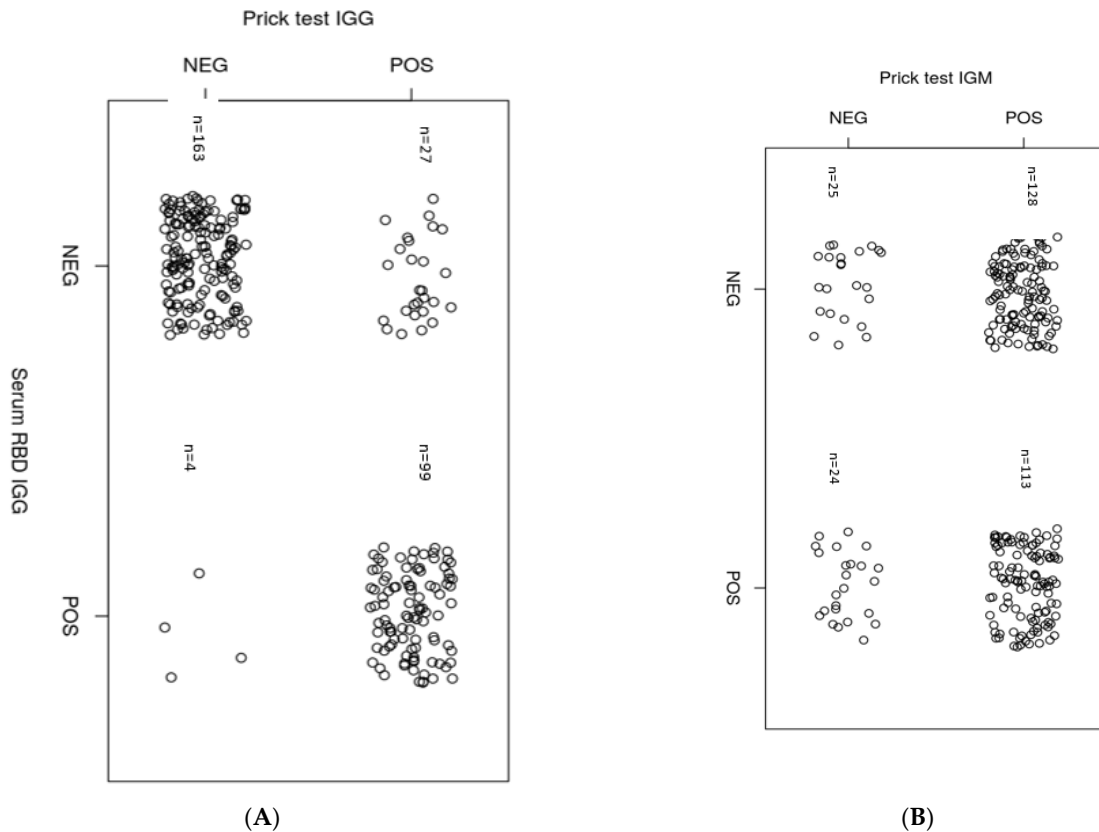 Prick test IGG
NEG POS
n=163
n=27
NEG
n=4
n=99
POS
Serum RBD IGG
(A)
Prick test IGM
NEG POS
n=25
n=128
NEG
n=24
n=113
POS
(B)